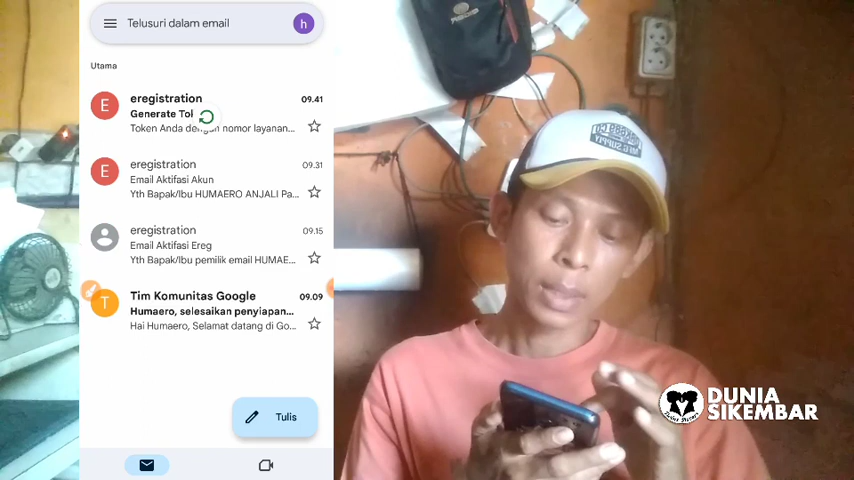 Telusuri dalam email
h
Utama
E
eregistration
09.41
Generate Tol
Token Anda dengan nomor layanan...
E
eregistration
09.31
Email Aktifasi Akun
Yth Bapak/Ibu HUMAERO ANJALI Pa...
eregistration
09.15
Email Aktifasi Ereg
Yth Bapak/Ibu pemilik email HUMAE...
T
Tim Komunitas Google
09.09
Humaero, selesaikan penyiapan...
Hai Humaero, Selamat datang di Go...
Tulis
DUNIA
SIKEMBAR